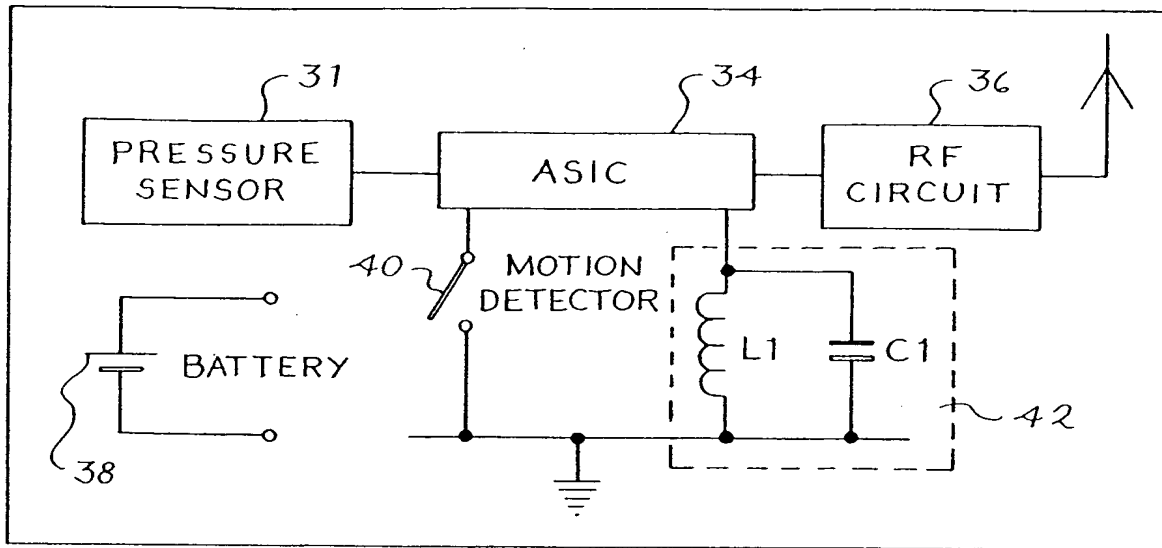 31
34
36
PRESSURE
SENSOR
ASIC
RF
CIRCUIT
40
MOTION
DETECTOR
BATTERY
L1
C1
42
38